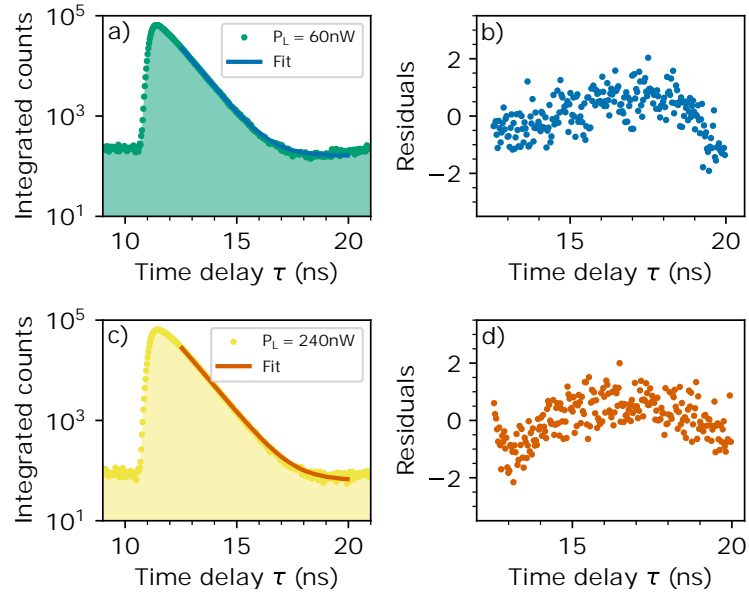 a)
P_L = 60nW
Fit
Integrated counts
10^5
10^3
10^1
10
15
20
Time delay τ (ns)
b)
Residuals
2
0
−2
15
20
Time delay τ (ns)
c)
P_L = 240nW
Fit
Integrated counts
10^5
10^3
10^1
10
15
20
Time delay τ (ns)
d)
Residuals
2
0
−2
15
20
Time delay τ (ns)